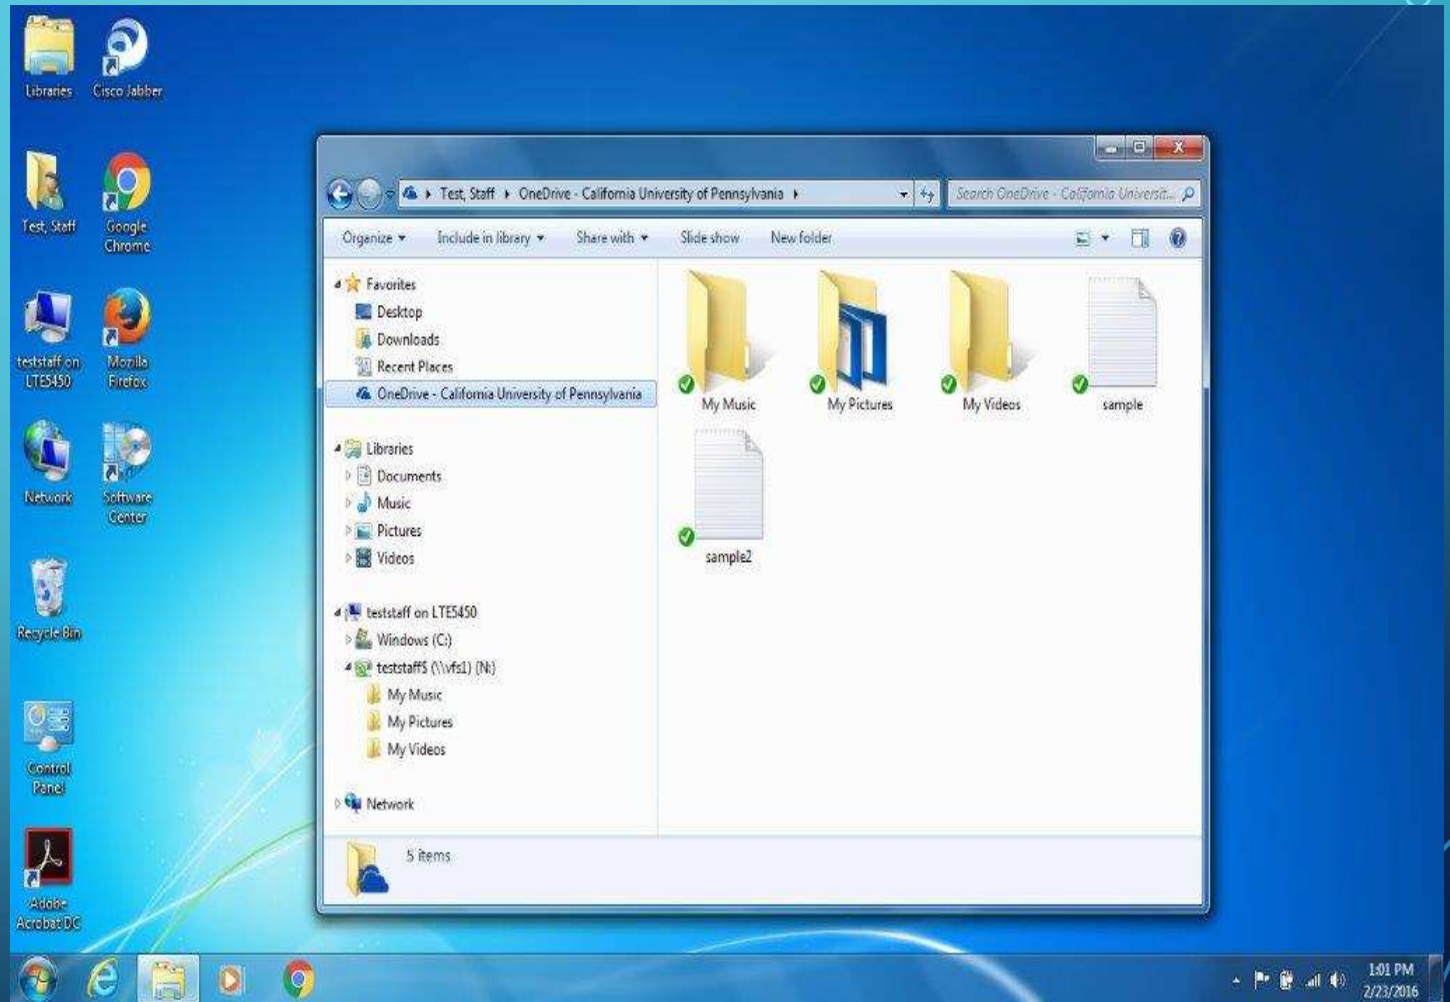 Libraries
Cisco Jabber
Test, Staff
Google
Chrome
teststaff on
LTE5450
Mozilla
Firefox
Network
Software
Center
Recycle Bin
Control
Panel
Adobe
Acrobat DC
Test, Staff OneDrive - California University of Pennsylvania
Search OneDrive - California Universit...
Organize Include in library Share with Slide show New folder
Favorites
Desktop
Downloads
Recent Places
OneDrive - California University of Pennsylvania
Libraries
Documents
Music
Pictures
Videos
teststaff on LTE5450
Windows (C:)
teststaff$ (\\vfs1) (N:)
My Music
My Pictures
My Videos
Network
My Music
My Pictures
My Videos
sample
sample2
5 items
1:01 PM
2/23/2016